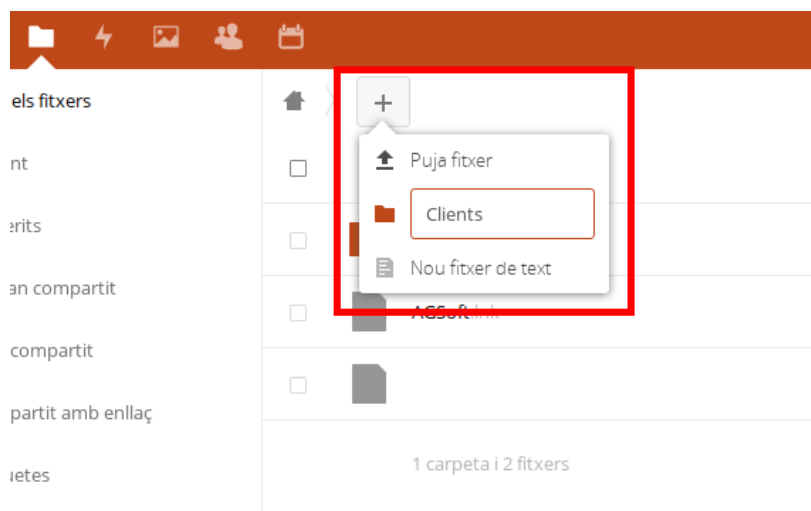 els fitxers
nt
erits
an compartit
compartit
partit amb enllaç
uetes
Puja fitxer
Clients
Nou fitxer de text
AGSoft.lnk
1 carpeta i 2 fitxers